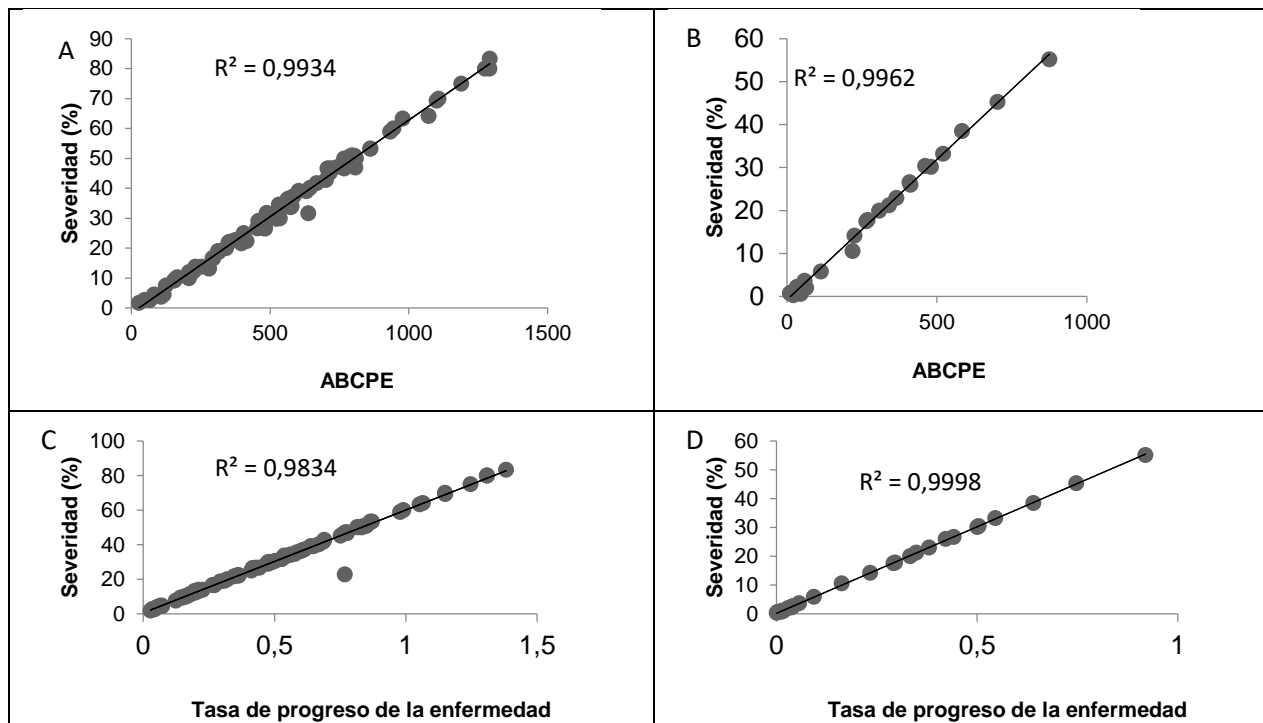 A
R² = 0,9934
Severidad (%)
90
80
70
60
50
40
30
20
10
0
0 500 1000 1500
ABCPE
B
R² = 0,9962
Severidad (%)
60
50
40
30
20
10
0
0 500 1000
ABCPE
C
R² = 0,9834
Severidad (%)
100
80
60
40
20
0
0 0,5 1 1,5
Tasa de progreso de la enfermedad
D
R² = 0,9998
Severidad (%)
60
50
40
30
20
10
0
0 0,5 1
Tasa de progreso de la enfermedad